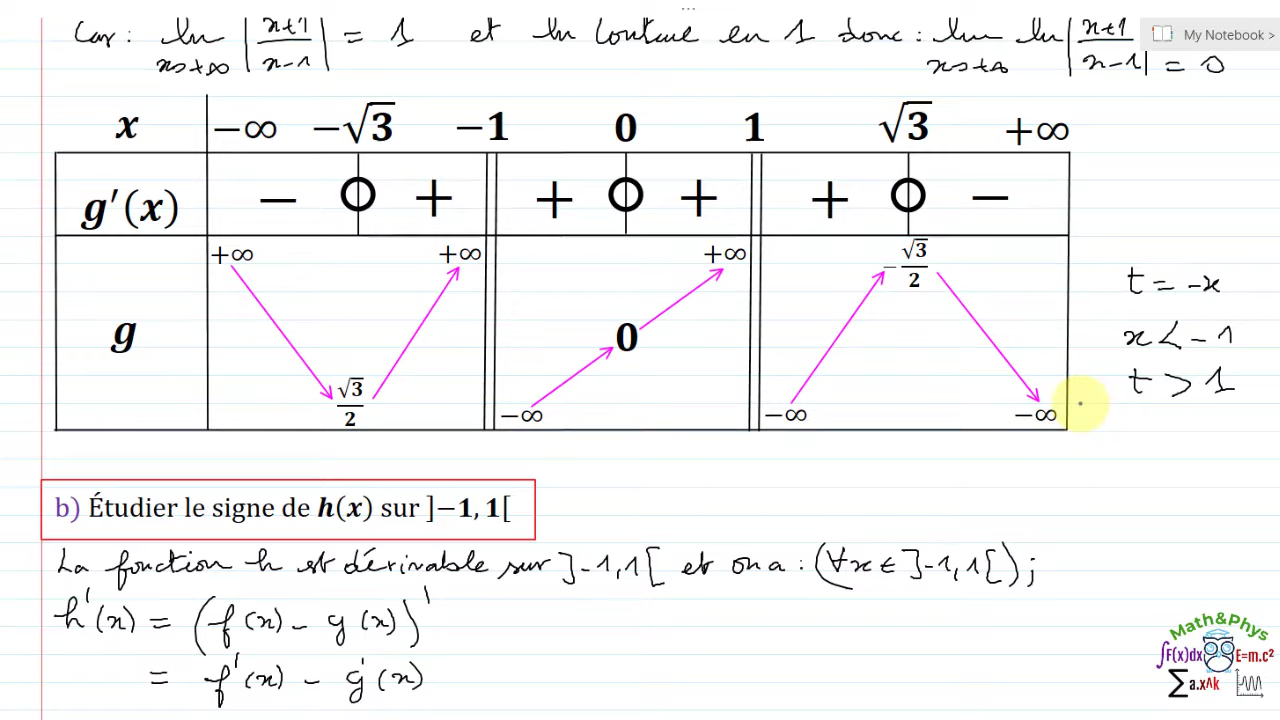 Car : lim |x+1/x-1| = 1 et ln continue en 1 donc : lim ln |x+1/x-1| = 0
x→+∞ x→+∞
My Notebook >
x −∞ −√3 −1 0 1 √3 +∞
g′(x) − 0 + + 0 + + 0 −
+∞ +∞ +∞ −√3/2
g 0
√3/2 −∞ −∞ −∞
t = -x
x < -1
t > 1
b) Étudier le signe de h(x) sur ]−1, 1[
La fonction h est dérivable sur ]-1,1[ et on a : (∀x ∈ ]-1,1[) ;
h'(x) = (f(x) - g(x))'
= f'(x) - g'(x)
Math&Phys
∫F(x)dx E=m.c²
∑ a.x∧k